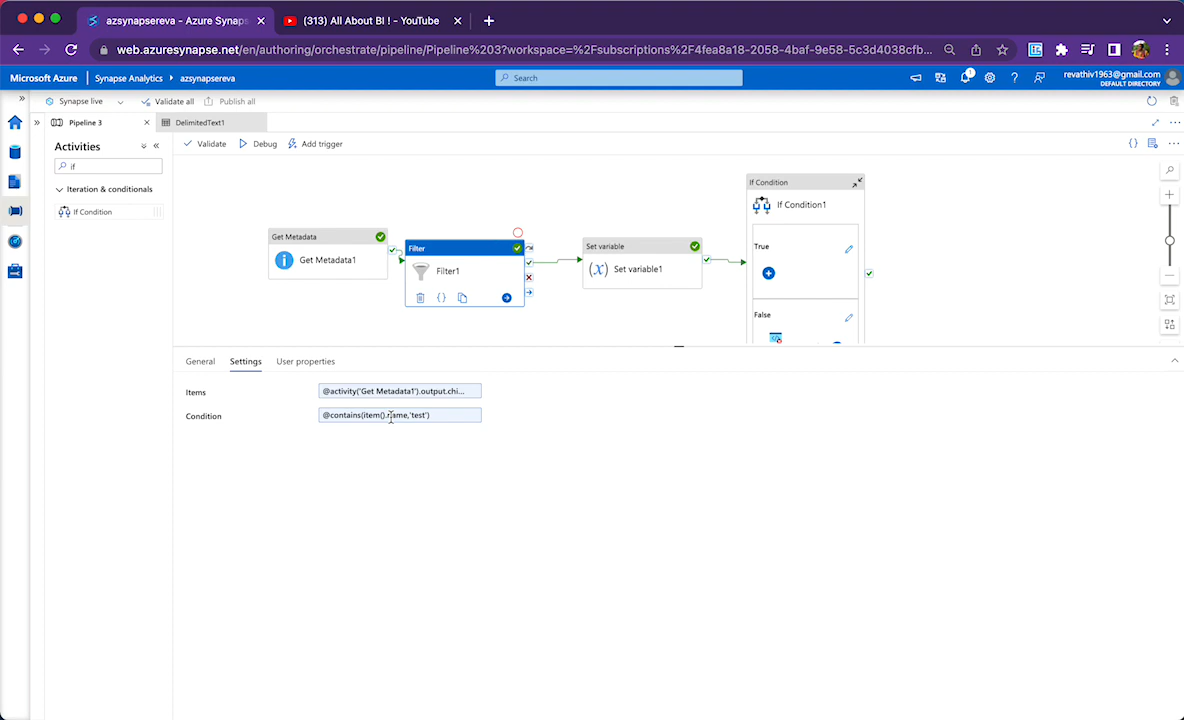 azsynapsereva - Azure Synaps
(313) All About BI ! - YouTube
web.azuresynapse.net/en/authoring/orchestrate/pipeline/Pipeline%203?workspace=%2Fsubscriptions%2F4fea8a18-2058-4baf-9e58-5c3d4038cfb...
Microsoft Azure
Synapse Analytics
azsynapsereva
Search
1
revathiv1963@gmail.com
DEFAULT DIRECTORY
Synapse live
Validate all
Publish all
Pipeline 3
DelimitedText1
Activities
Validate
Debug
Add trigger
if
Iteration & conditionals
If Condition
Get Metadata
Get Metadata1
Filter
Filter1
Set variable
(x) Set variable1
If Condition
If Condition1
True
False
General
Settings
User properties
Items
@activity('Get Metadata1').output.chi...
Condition
@contains(item().name,'test')